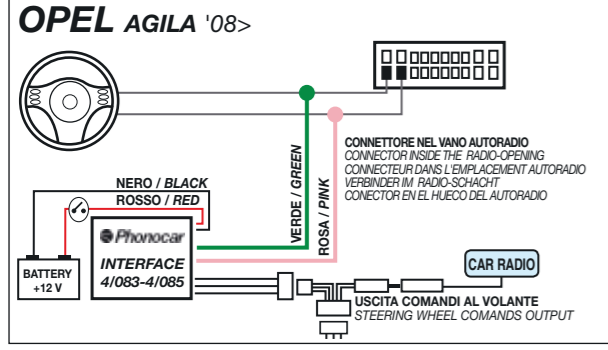 OPEL AGILA '08>
CONNETTORE NEL VANO AUTORADIO
CONNECTOR INSIDE THE RADIO-OPENING
CONNECTEUR DANS L'EMPLACEMENT AUTORADIO
VERBINDER IM RADIO-SCHACHT
CONECTOR EN EL HUECO DEL AUTORADIO
VERDE / GREEN
ROSA / PINK
NERO / BLACK
ROSSO / RED
Phonocar
INTERFACE
4/083-4/085
BATTERY
+12 V
CAR RADIO
USCITA COMANDI AL VOLANTE
STEERING WHEEL COMANDS OUTPUT